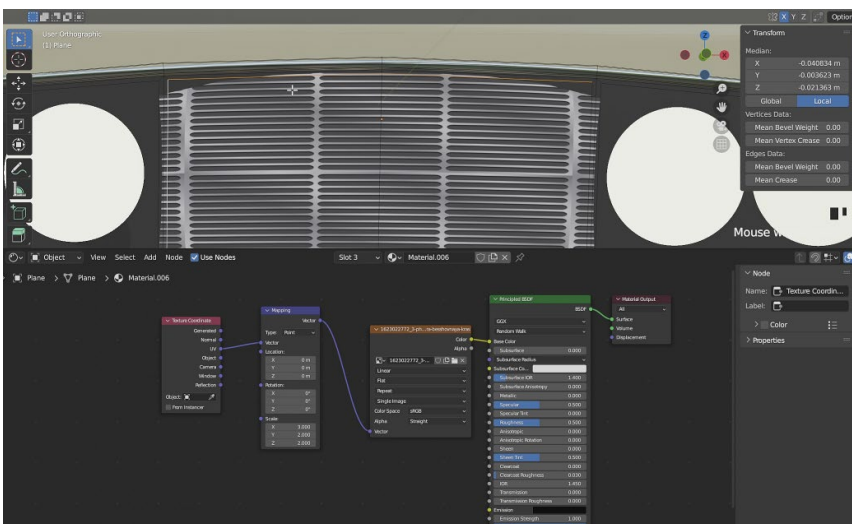 X Y Z Option
User Orthographic
(1) Plane
Z
X
Transform
Median:
X -0.040834 m
Y -0.003623 m
Z -0.021363 m
Global Local
Vertices Data:
Mean Bevel Weight 0.00
Mean Vertex Crease 0.00
Edges Data:
Mean Bevel Weight 0.00
Mean Crease 0.00
Mouse w
Object View Select Add Node Use Nodes Slot 3 Material.006
Plane > Plane > Material.006
Texture Coordinate
Generated
Normal
UV
Object
Camera
Window
Reflection
Object:
From Instancer
Mapping
Vector
Type: Point
Vector
Location:
X 0 m
Y 0 m
Z 0 m
Rotation:
X 0°
Y 0°
Z 0°
Scale:
X 3.000
Y 2.000
Z 2.000
Color
Alpha
1623022772_3-...
Linear
Flat
Repeat
Single Image
Color Space sRGB
Alpha Straight
Vector
Principled BSDF
BSDF
GGX
Random Walk
Base Color
Subsurface 0.000
Subsurface Radius
Subsurface Co...
Subsurface IOR 1.400
Subsurface Anisotropy 0.000
Metallic 0.000
Specular 0.500
Specular Tint 0.000
Roughness 0.500
Anisotropic 0.000
Anisotropic Rotation 0.000
Sheen 0.000
Sheen Tint 0.500
Clearcoat 0.000
Clearcoat Roughness 0.030
IOR 1.450
Transmission 0.000
Transmission Roughness 0.000
Emission
Emission Strength 1.000
Material Output
All
Surface
Volume
Displacement
Node
Name: Texture Coordin...
Label:
Color
Properties